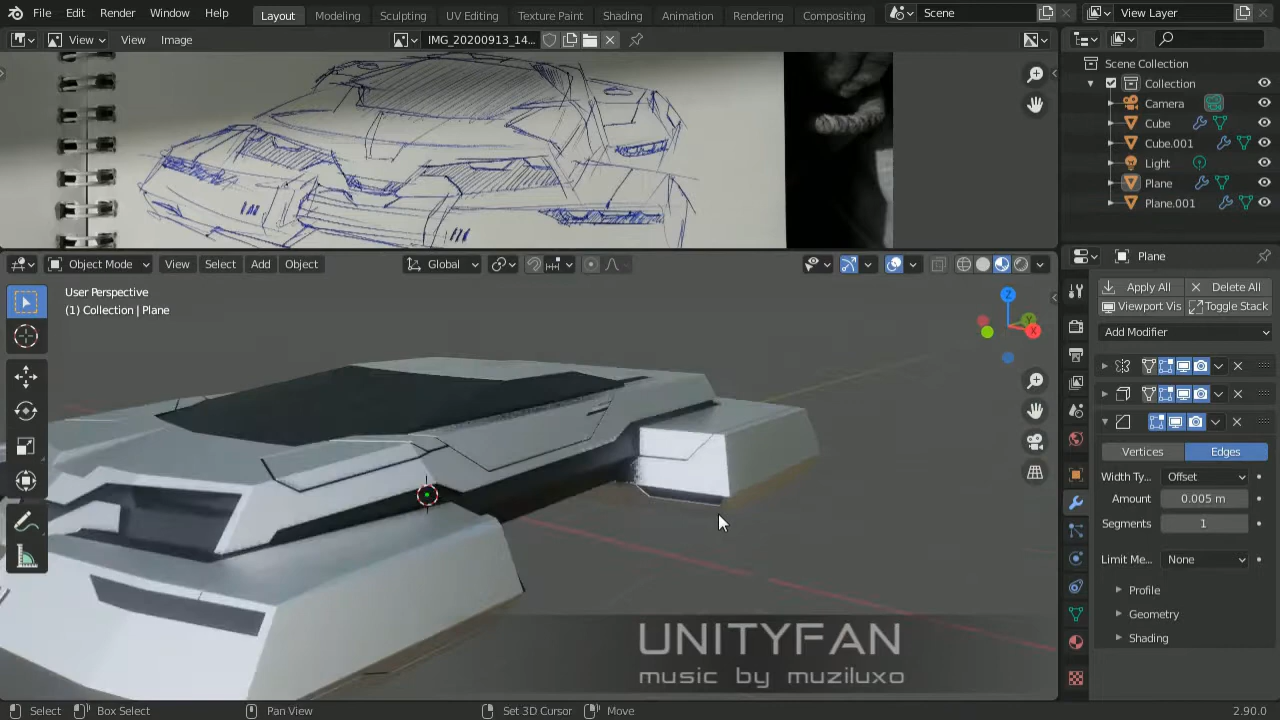 File Edit Render Window Help
Layout Modeling Sculpting UV Editing Texture Paint Shading Animation Rendering Compositing
Scene
View Layer
View View Image
IMG_20200913_14...
Scene Collection
Collection
Camera
Cube
Cube.001
Light
Plane
Plane.001
Object Mode View Select Add Object
Global
User Perspective
(1) Collection | Plane
Z
Y
X
Plane
Apply All Delete All
Viewport Vis Toggle Stack
Add Modifier
Vertices Edges
Width Ty... Offset
Amount 0.005 m
Segments 1
Limit Me... None
Profile
Geometry
Shading
UNITYFAN
music by muziluxo
Select Box Select Pan View Set 3D Cursor Move 2.90.0